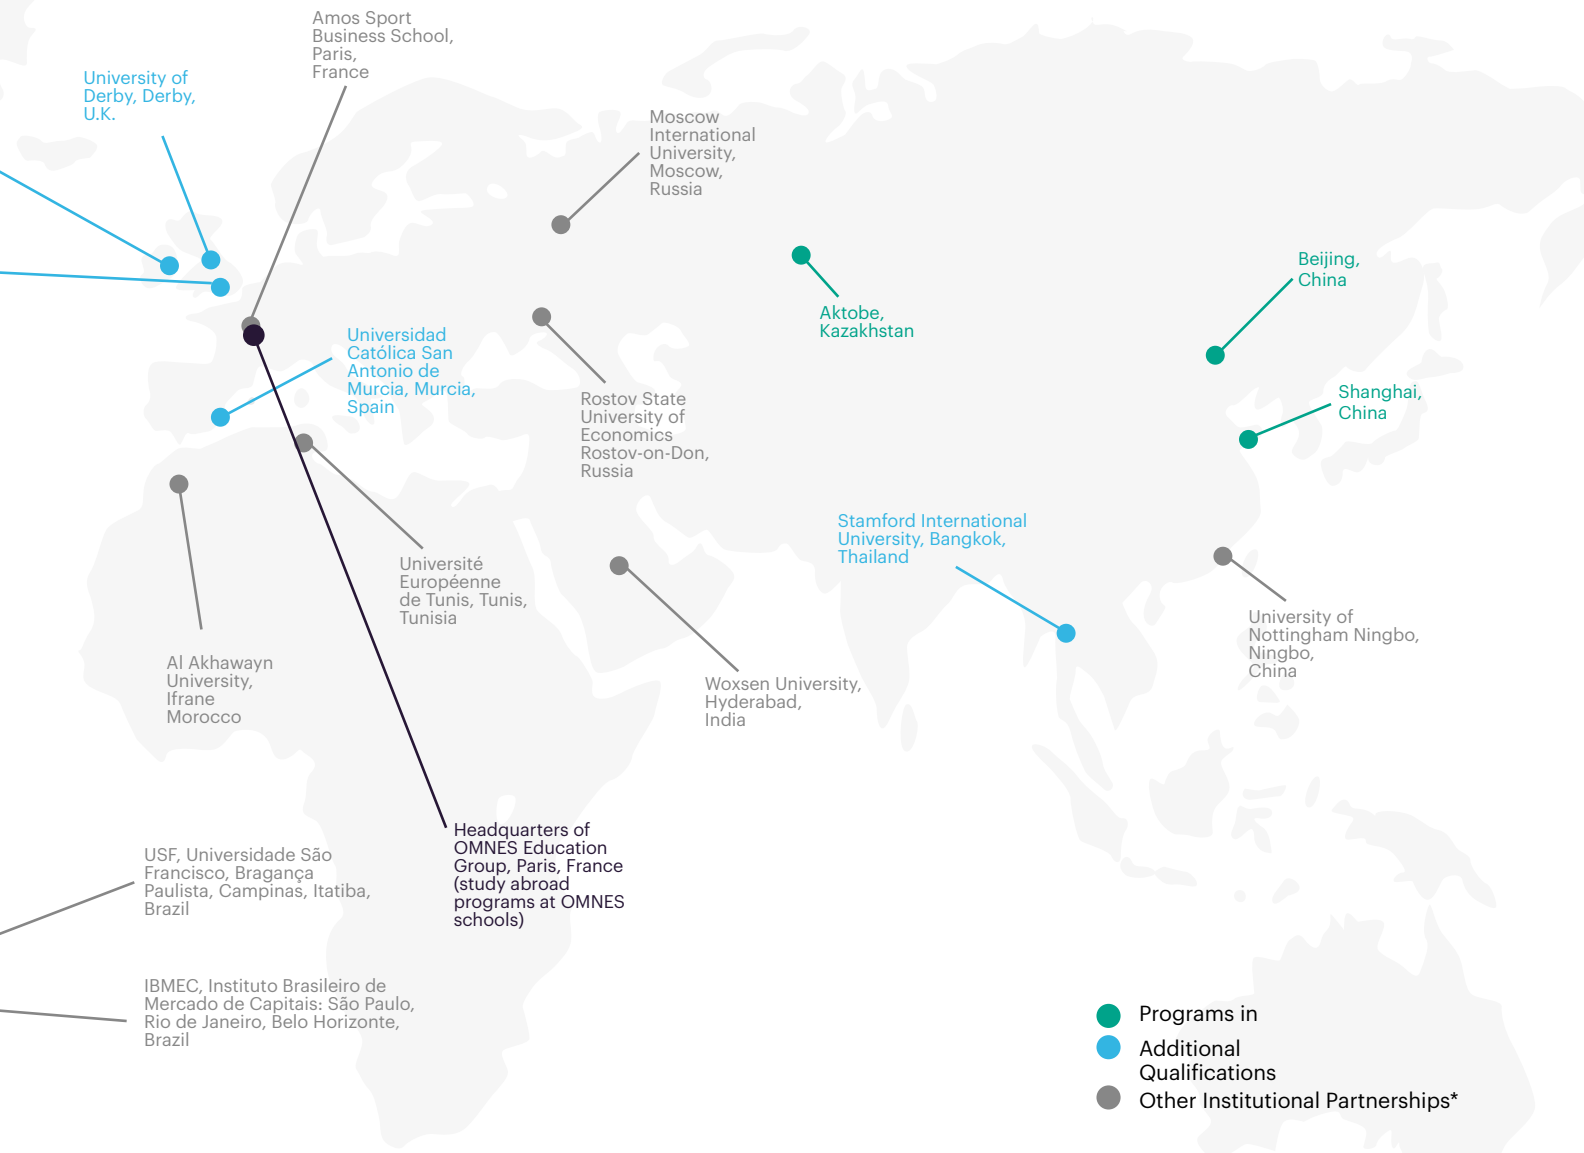 Amos Sport
Business School,
Paris,
France
University of
Derby, Derby,
U.K.
Moscow
International
University,
Moscow,
Russia
Beijing,
China
Aktobe,
Kazakhstan
Universidad
Católica San
Antonio de
Murcia, Murcia,
Spain
Rostov State
University of
Economics
Rostov-on-Don,
Russia
Shanghai,
China
Stamford International
University, Bangkok,
Thailand
Université
Européenne
de Tunis, Tunis,
Tunisia
University of
Nottingham Ningbo,
Ningbo,
China
Al Akhawayn
University,
Ifrane
Morocco
Woxsen University,
Hyderabad,
India
Headquarters of
OMNES Education
Group, Paris, France
(study abroad
programs at OMNES
schools)
USF, Universidade São
Francisco, Bragança
Paulista, Campinas, Itatiba,
Brazil
IBMEC, Instituto Brasileiro de
Mercado de Capitais: São Paulo,
Rio de Janeiro, Belo Horizonte,
Brazil
Programs in
Additional
Qualifications
Other Institutional Partnerships*